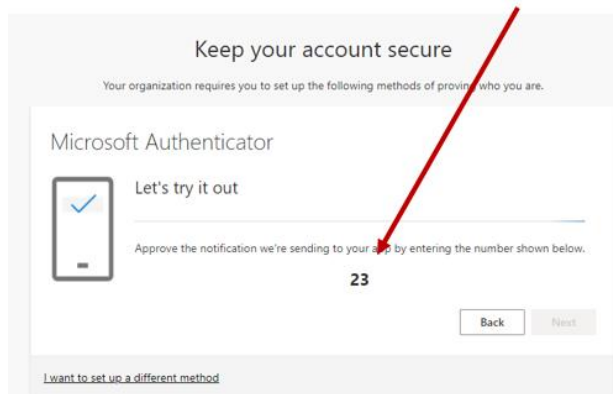 Keep your account secure
Your organization requires you to set up the following methods of proving who you are.
Microsoft Authenticator
Let's try it out
Approve the notification we're sending to your app by entering the number shown below.
23
Back Next
I want to set up a different method